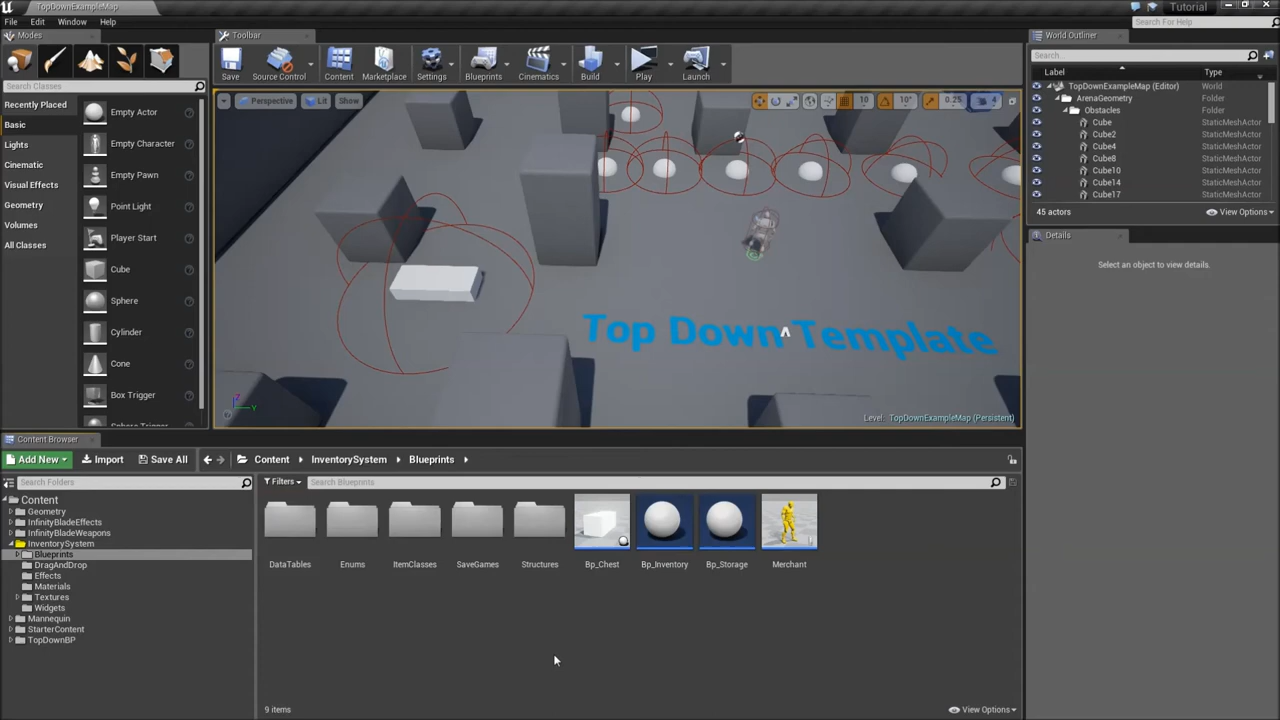 TopDownExampleMap
Tutorial
File Edit Window Help
Search For Help
Modes
Toolbar
World Outliner
Save
Source Control
Content
Marketplace
Settings
Blueprints
Cinematics
Build
Play
Launch
Search Classes
Recently Placed
Basic
Lights
Cinematic
Visual Effects
Geometry
Volumes
All Classes
Empty Actor
Empty Character
Empty Pawn
Point Light
Player Start
Cube
Sphere
Cylinder
Cone
Box Trigger
Sphere Trigger
Perspective
Lit
Show
10
10°
0.25
4
Top Down Template
Level: TopDownExampleMap (Persistent)
Search...
Label Type
TopDownExampleMap (Editor) World
ArenaGeometry Folder
Obstacles Folder
Cube StaticMeshActor
Cube2 StaticMeshActor
Cube4 StaticMeshActor
Cube8 StaticMeshActor
Cube10 StaticMeshActor
Cube14 StaticMeshActor
Cube17 StaticMeshActor
45 actors
View Options
Details
Select an object to view details.
Content Browser
Add New
Import
Save All
Content
InventorySystem
Blueprints
Search Folders
Filters
Search Blueprints
Content
Geometry
InfinityBladeEffects
InfinityBladeWeapons
InventorySystem
Blueprints
DragAndDrop
Effects
Materials
Textures
Widgets
Mannequin
StarterContent
TopDownBP
DataTables
Enums
ItemClasses
SaveGames
Structures
Bp_Chest
Bp_Inventory
Bp_Storage
Merchant
9 items
View Options